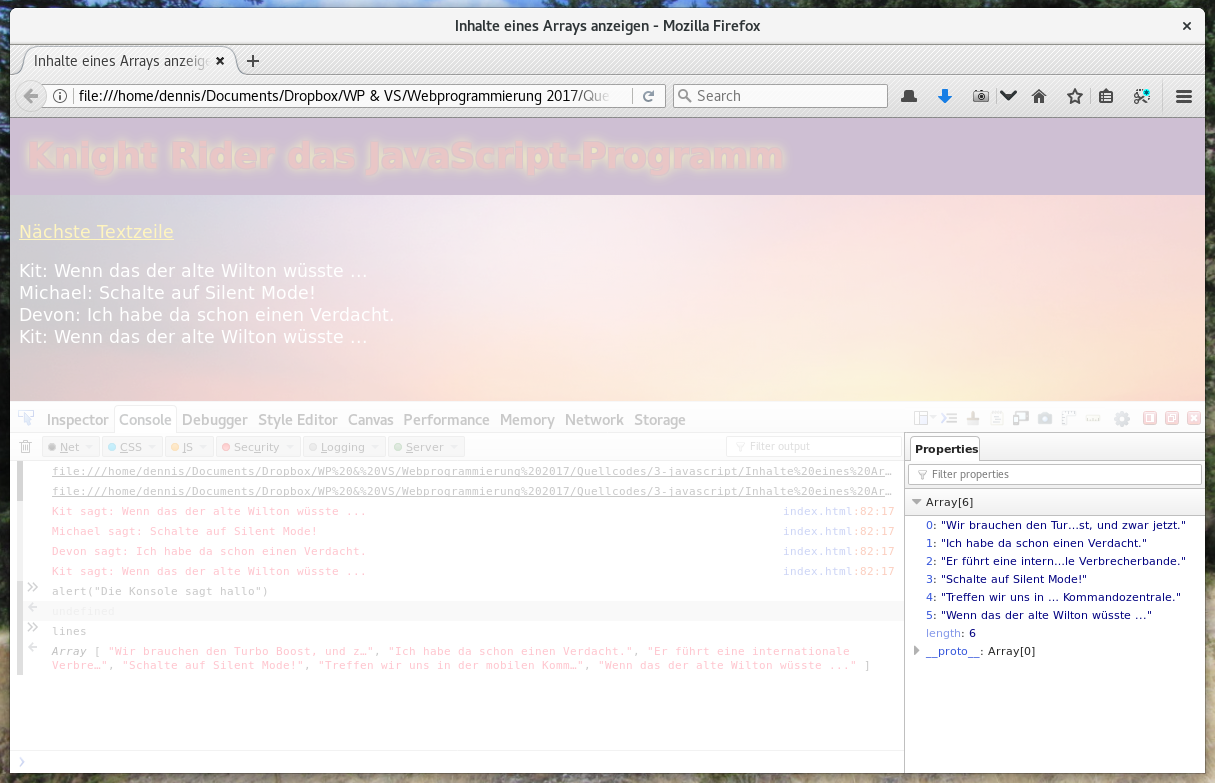 Inhalte eines Arrays anzeigen - Mozilla Firefox
Inhalte eines Arrays anzeig
file:///home/dennis/Documents/Dropbox/WP & VS/Webprogrammierung 2017/Que
Search
Knight Rider das JavaScript-Programm
Nächste Textzeile
Kit: Wenn das der alte Wilton wüsste ...
Michael: Schalte auf Silent Mode!
Devon: Ich habe da schon einen Verdacht.
Kit: Wenn das der alte Wilton wüsste ...
Inspector Console Debugger Style Editor Canvas Performance Memory Network Storage
Net CSS JS Security Logging Server Filter output
file:///home/dennis/Documents/Dropbox/WP%20&%20VS/Webprogrammierung%202017/Quellcodes/3-javascript/Inhalte%20eines%20Ar…
file:///home/dennis/Documents/Dropbox/WP%20&%20VS/Webprogrammierung%202017/Quellcodes/3-javascript/Inhalte%20eines%20Ar…
Kit sagt: Wenn das der alte Wilton wüsste ... index.html:82:17
Michael sagt: Schalte auf Silent Mode! index.html:82:17
Devon sagt: Ich habe da schon einen Verdacht. index.html:82:17
Kit sagt: Wenn das der alte Wilton wüsste ... index.html:82:17
alert("Die Konsole sagt hallo")
undefined
lines
Array [ "Wir brauchen den Turbo Boost, und z…", "Ich habe da schon einen Verdacht.", "Er führt eine internationale
Verbre…", "Schalte auf Silent Mode!", "Treffen wir uns in der mobilen Komm…", "Wenn das der alte Wilton wüsste ..." ]
Properties
Filter properties
Array[6]
0: "Wir brauchen den Tur…st, und zwar jetzt."
1: "Ich habe da schon einen Verdacht."
2: "Er führt eine intern…le Verbrecherbande."
3: "Schalte auf Silent Mode!"
4: "Treffen wir uns in … Kommandozentrale."
5: "Wenn das der alte Wilton wüsste ..."
length: 6
__proto__: Array[0]